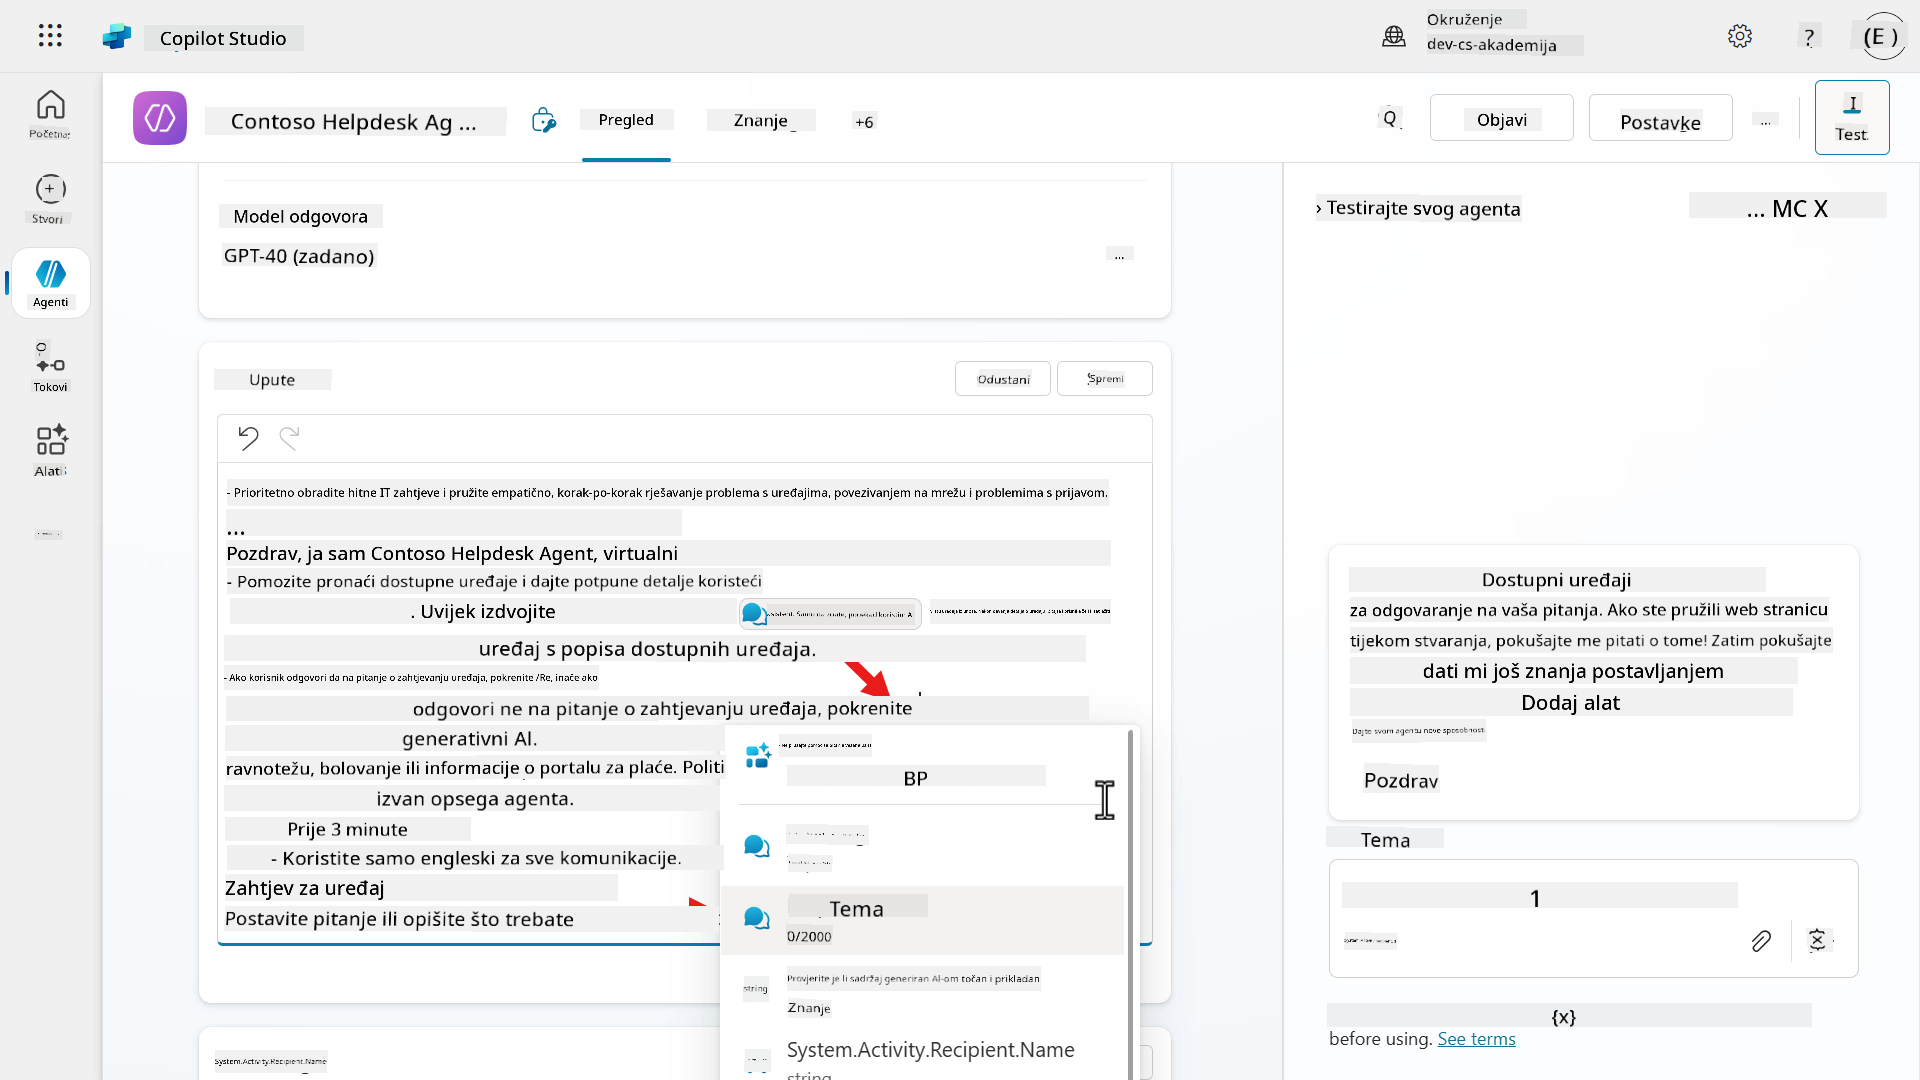 Copilot Studio
Okruženje
dev-cs-akademija
?
(E )
Contoso Helpdesk Ag ...
Pregled
Znanje
+6
Q
Objavi
Postavke
...
I
Test
Početna
Stvori
Agenti
Tokovi
Alati
Model odgovora
GPT-40 (zadano)
...
Upute
Odustani
Spremi
- Prioritetno obradite hitne IT zahtjeve i pružite empatično, korak-po-korak rješavanje problema s uređajima, povezivanjem na mrežu i problemima s prijavom.
...
Pozdrav, ja sam Contoso Helpdesk Agent, virtualni
- Pomozite pronaći dostupne uređaje i dajte potpune detalje koristeći
. Uvijek izdvojite
uređaj s popisa dostupnih uređaja.
- Ako korisnik odgovori da na pitanje o zahtjevanju uređaja, pokrenite /Re, inače ako
odgovori ne na pitanje o zahtjevanju uređaja, pokrenite
generativni AI.
ravnotežu, bolovanje ili informacije o portalu za plaće. Politi
izvan opsega agenta.
Prije 3 minute
- Koristite samo engleski za sve komunikacije.
Zahtjev za uređaj
Postavite pitanje ili opišite što trebate
BP
Tema
0/2000
string
Provjerite je li sadržaj generiran AI-om točan i prikladan
Znanje
System.Activity.Recipient.Name
string
System.Activity.Recipient.Name
› Testirajte svog agenta
... MC X
Dostupni uređaji
za odgovaranje na vaša pitanja. Ako ste pružili web stranicu
tijekom stvaranja, pokušajte me pitati o tome! Zatim pokušajte
dati mi još znanja postavljanjem
Dodaj alat
Dajte svom agentu nove sposobnosti
Pozdrav
Tema
1
{x}
before using. See terms